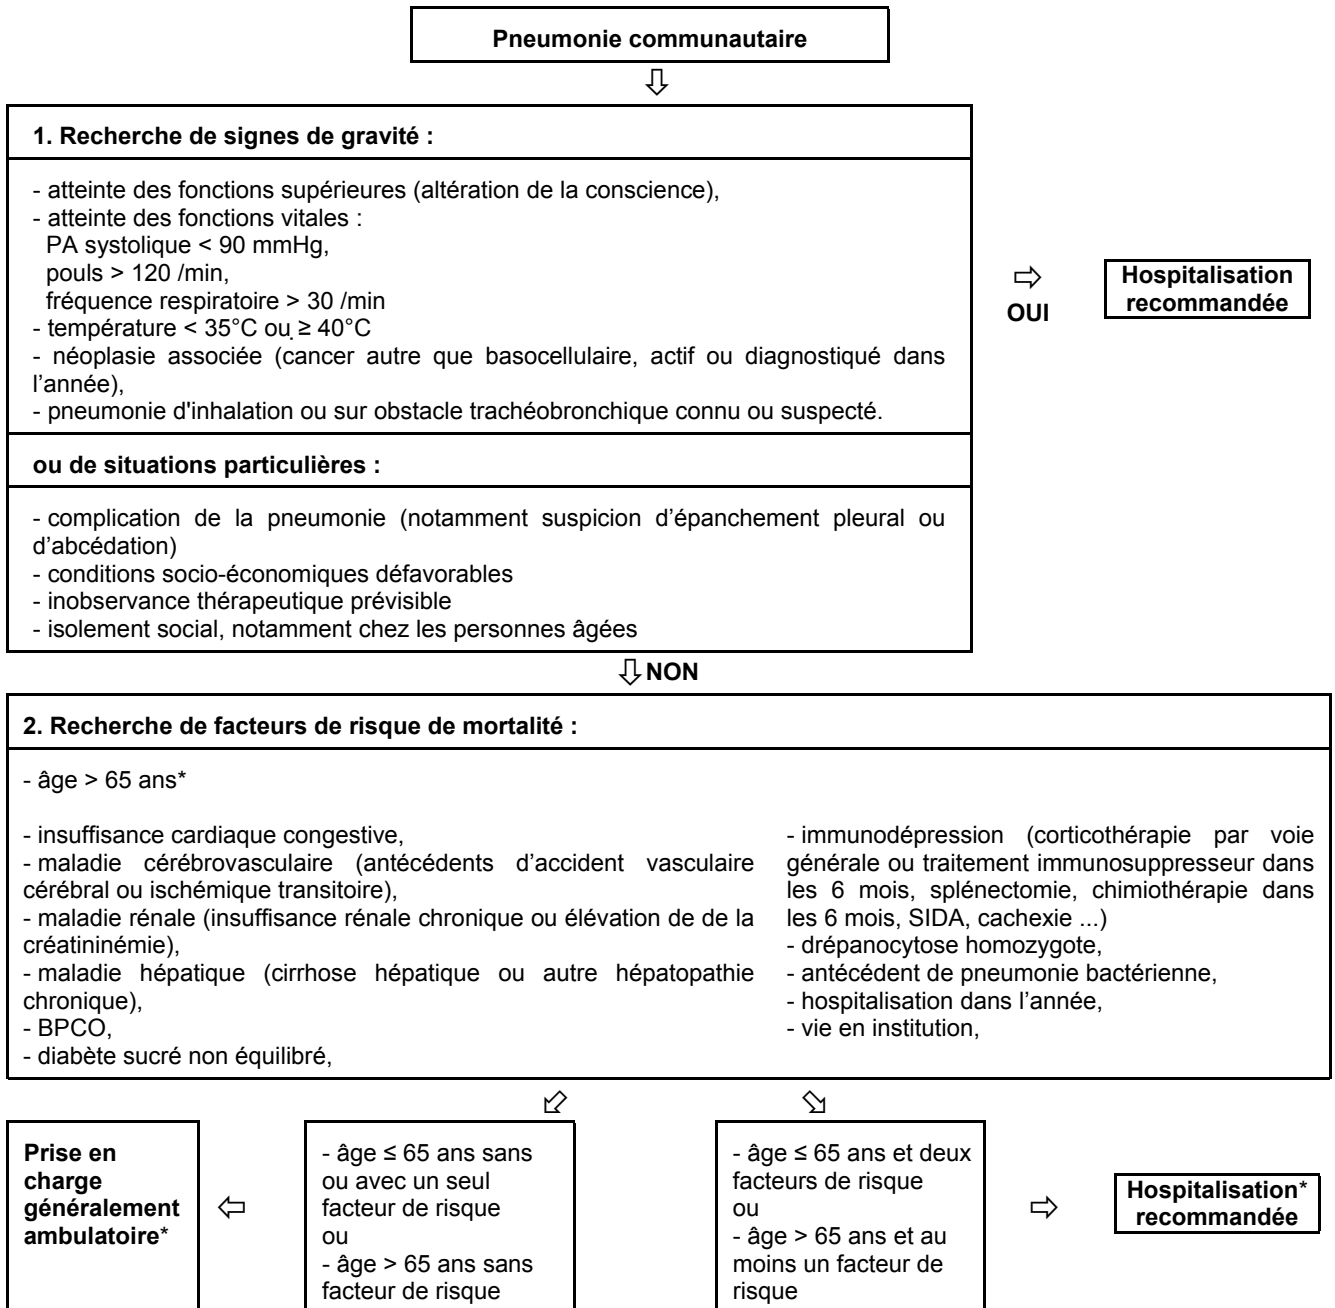 Pneumonie communautaire
⇩
1. Recherche de signes de gravité :
- atteinte des fonctions supérieures (altération de la conscience),
- atteinte des fonctions vitales :
PA systolique < 90 mmHg,
pouls > 120 /min,
fréquence respiratoire > 30 /min
- température < 35°C ou ≥ 40°C
- néoplasie associée (cancer autre que basocellulaire, actif ou diagnostiqué dans
l'année),
- pneumonie d'inhalation ou sur obstacle trachéobronchique connu ou suspecté.
ou de situations particulières :
- complication de la pneumonie (notamment suspicion d'épanchement pleural ou
d'abcédation)
- conditions socio-économiques défavorables
- inobservance thérapeutique prévisible
- isolement social, notamment chez les personnes âgées
⇨
OUI
Hospitalisation
recommandée
⇩ NON
2. Recherche de facteurs de risque de mortalité :
- âge > 65 ans*
- insuffisance cardiaque congestive,
- maladie cérébrovasculaire (antécédents d'accident vasculaire
cérébral ou ischémique transitoire),
- maladie rénale (insuffisance rénale chronique ou élévation de de la
créatininémie),
- maladie hépatique (cirrhose hépatique ou autre hépatopathie
chronique),
- BPCO,
- diabète sucré non équilibré,
- immunodépression (corticothérapie par voie
générale ou traitement immunosuppresseur dans
les 6 mois, splénectomie, chimiothérapie dans
les 6 mois, SIDA, cachexie ...)
- drépanocytose homozygote,
- antécédent de pneumonie bactérienne,
- hospitalisation dans l'année,
- vie en institution,
Prise en
charge
généralement
ambulatoire*
⇦
- âge ≤ 65 ans sans
ou avec un seul
facteur de risque
ou
- âge > 65 ans sans
facteur de risque
- âge ≤ 65 ans et deux
facteurs de risque
ou
- âge > 65 ans et au
moins un facteur de
risque
⇨
Hospitalisation*
recommandée